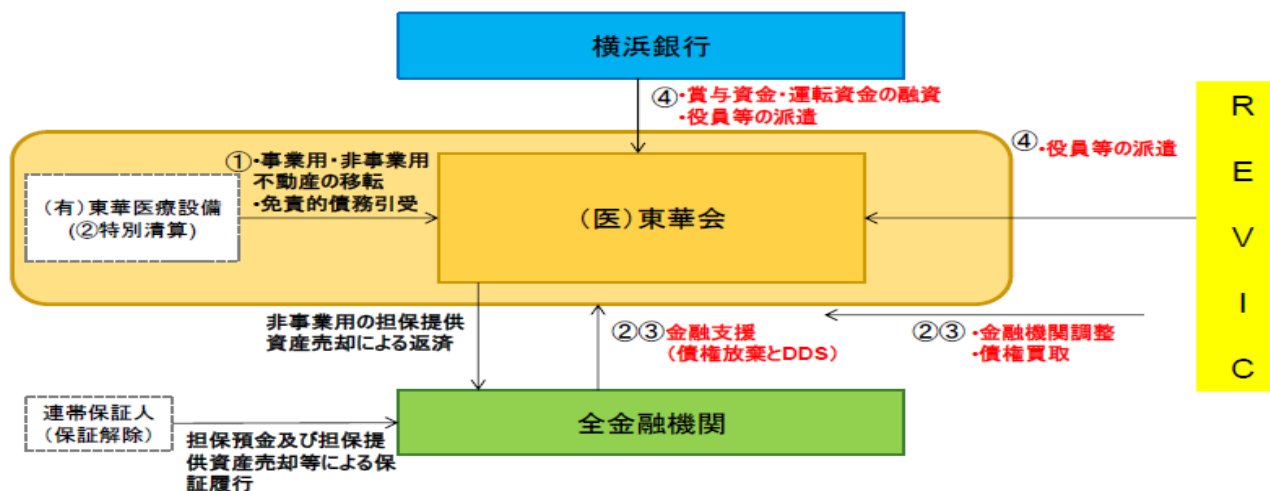 横浜銀行
④・賞与資金・運転資金の融資
・役員等の派遣
R
E
V
I
C
④・役員等の派遣
①・事業用・非事業用
不動産の移転
・免責的債務引受
(有)東華医療設備
(②特別清算)
(医)東華会
非事業用の担保提供
資産売却による返済
②③金融支援
(債権放棄とDDS)
②③・金融機関調整
・債権買取
連帯保証人
(保証解除)
担保預金及び担保提
供資産売却等による保
証履行
全金融機関